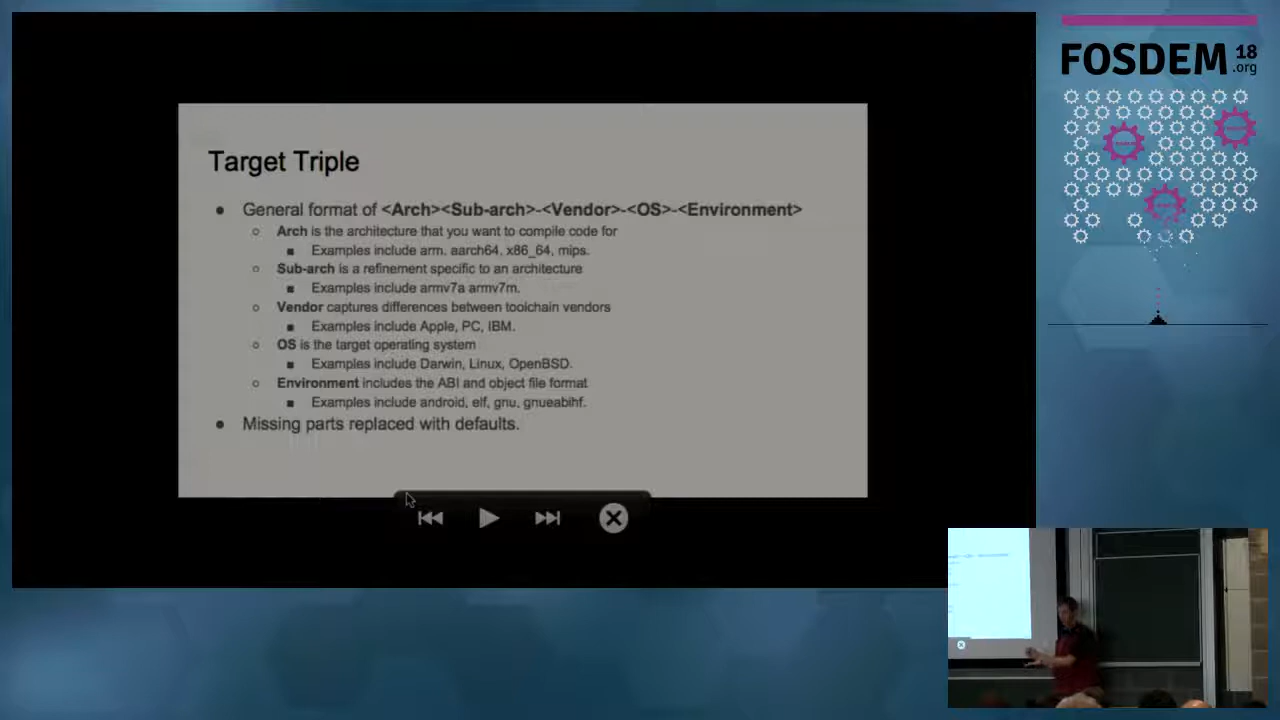 FOSDEM 18
.org
Target Triple
● General format of <Arch><Sub-arch>-<Vendor>-<OS>-<Environment>
○ Arch is the architecture that you want to compile code for
■ Examples include arm. aarch64, x86_64, mips.
○ Sub-arch is a refinement specific to an architecture
■ Examples include armv7a armv7m.
○ Vendor captures differences between toolchain vendors
■ Examples include Apple, PC, IBM.
○ OS is the target operating system
■ Examples include Darwin, Linux, OpenBSD.
○ Environment includes the ABI and object file format
■ Examples include android, elf, gnu, gnueabihf.
● Missing parts replaced with defaults.